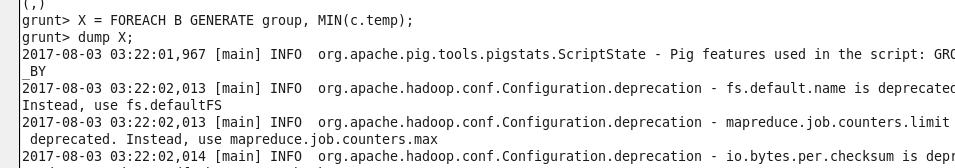 (,)
grunt> X = FOREACH B GENERATE group, MIN(c.temp);
grunt> dump X;
2017-08-03 03:22:01,967 [main] INFO  org.apache.pig.tools.pigstats.ScriptState - Pig features used in the script: GRO
_BY
2017-08-03 03:22:02,013 [main] INFO  org.apache.hadoop.conf.Configuration.deprecation - fs.default.name is deprecated
Instead, use fs.defaultFS
2017-08-03 03:22:02,013 [main] INFO  org.apache.hadoop.conf.Configuration.deprecation - mapreduce.job.counters.limit
deprecated. Instead, use mapreduce.job.counters.max
2017-08-03 03:22:02,014 [main] INFO  org.apache.hadoop.conf.Configuration.deprecation - io.bytes.per.checksum is depr